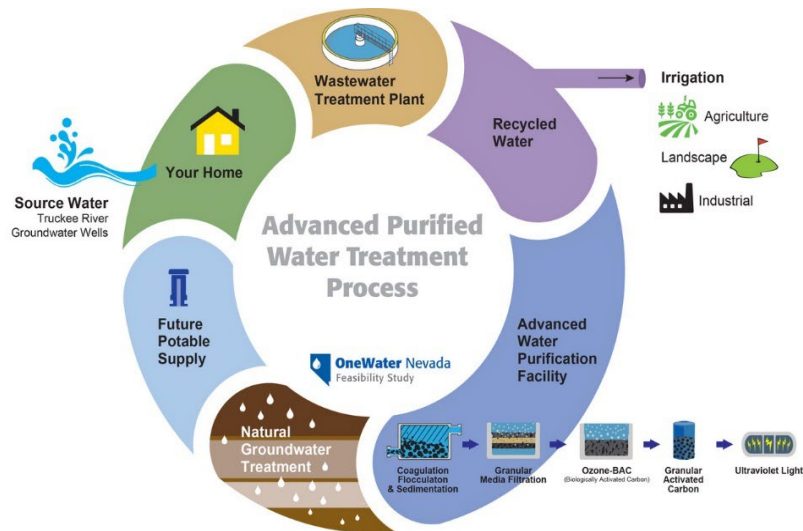 Advanced Purified
Water Treatment
Process
OneWater Nevada
Feasibility Study
Source Water
Truckee River
Groundwater Wells
Your Home
Wastewater
Treatment Plant
Recycled
Water
Irrigation
Agriculture
Landscape
Industrial
Advanced
Water
Purification
Facility
Coagulation
Flocculaton
& Sedimentation
Granular
Media Filtration
Ozone-BAC
(Biologically Activated Carbon)
Granular
Activated
Carbon
Ultraviolet Light
Natural
Groundwater
Treatment
Future
Potable
Supply